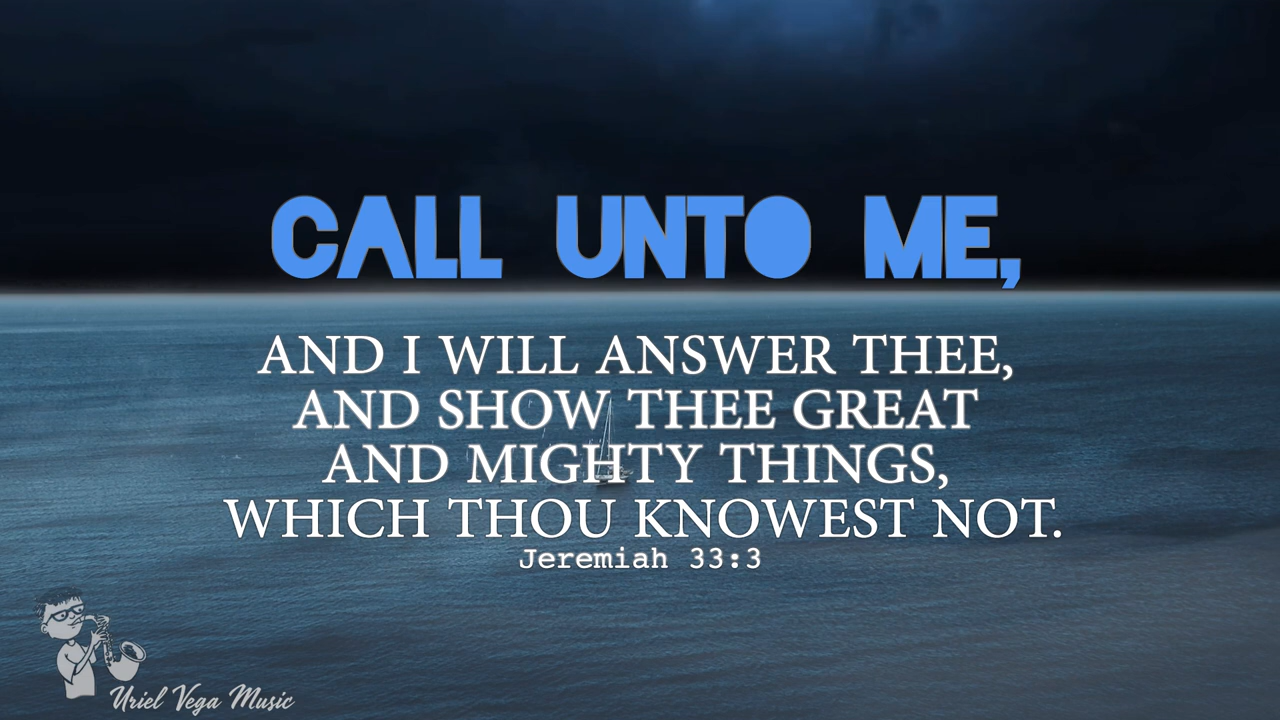 CALL UNTO ME,
AND I WILL ANSWER THEE,
AND SHOW THEE GREAT
AND MIGHTY THINGS,
WHICH THOU KNOWEST NOT.
Jeremiah 33:3
Uriel Vega Music